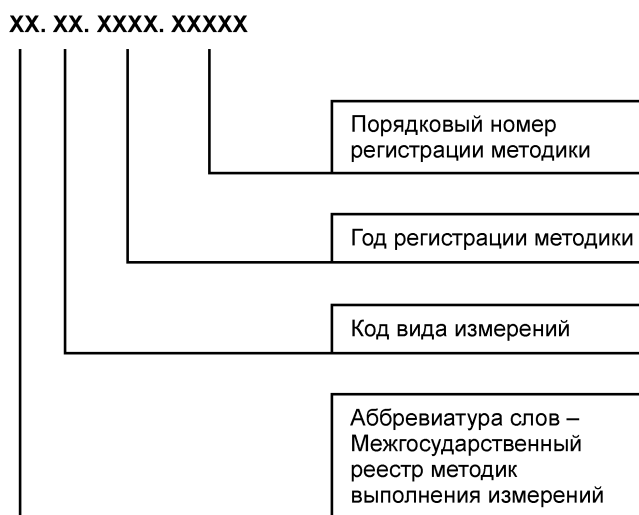 XX. XX. XXXX. XXXXX
Порядковый номер
регистрации методики
Год регистрации методики
Код вида измерений
Аббревиатура слов –
Межгосударственный
реестр методик
выполнения измерений